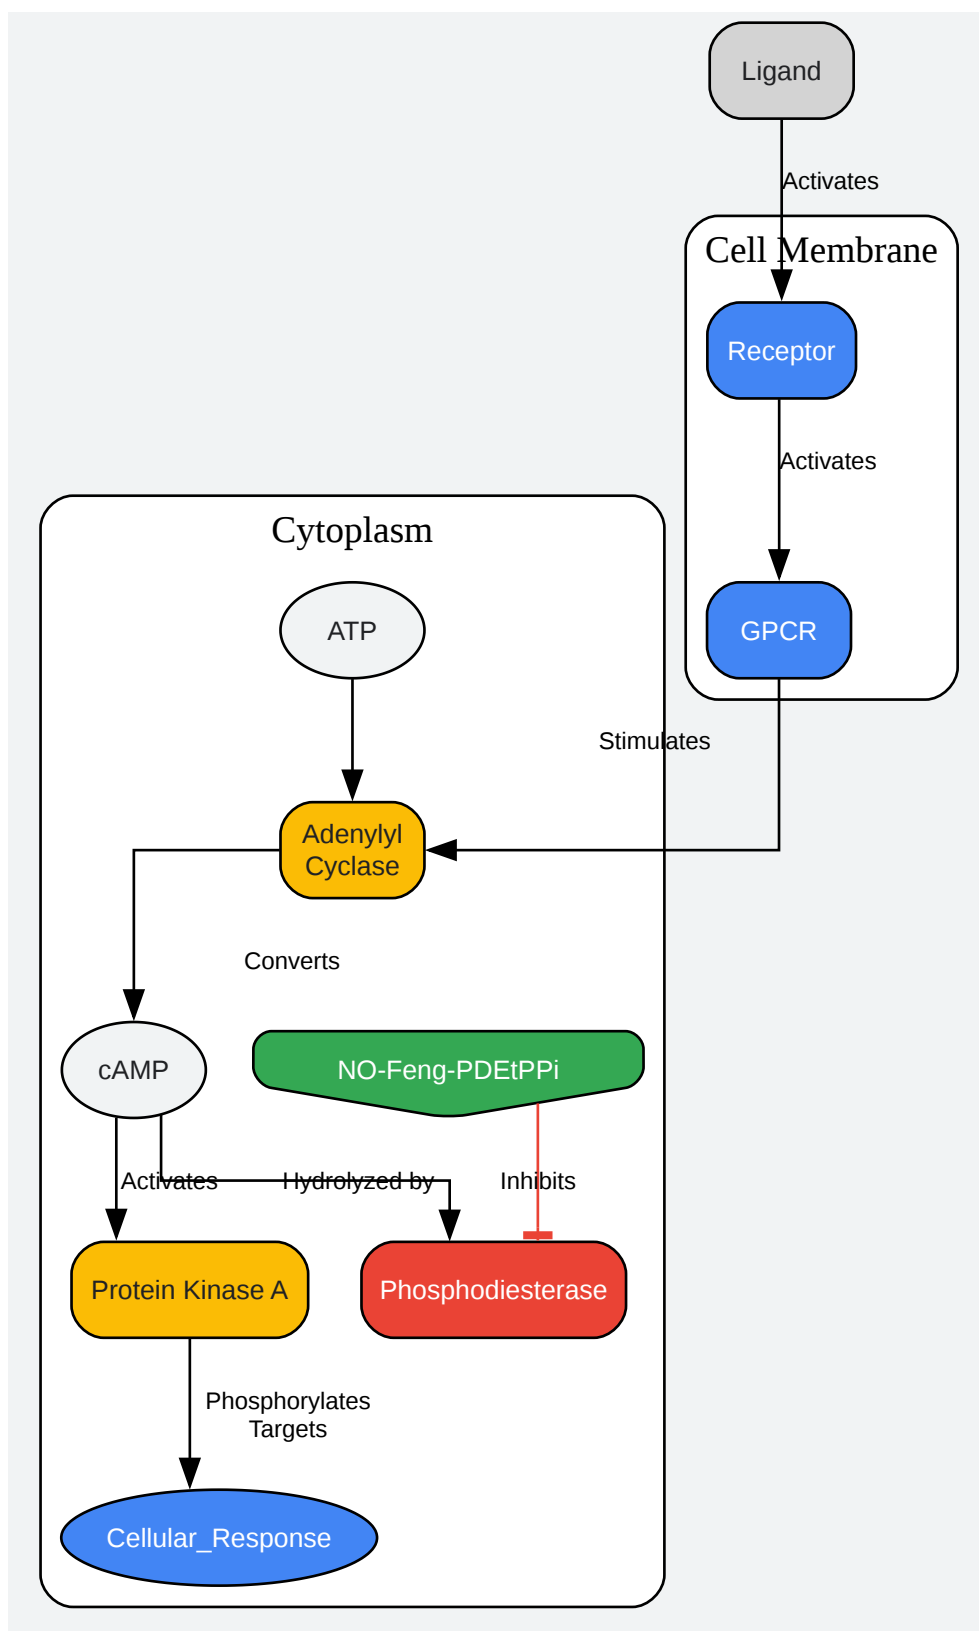 Ligand
Activates
Cell Membrane
Receptor
Activates
Cytoplasm
ATP
GPCR
Stimulates
Adenylyl
Cyclase
Converts
cAMP
NO-Feng-PDEtPPi
Activates
Hydrolyzed by
Inhibits
Protein Kinase A
Phosphodiesterase
Phosphorylates
Targets
Cellular_Response